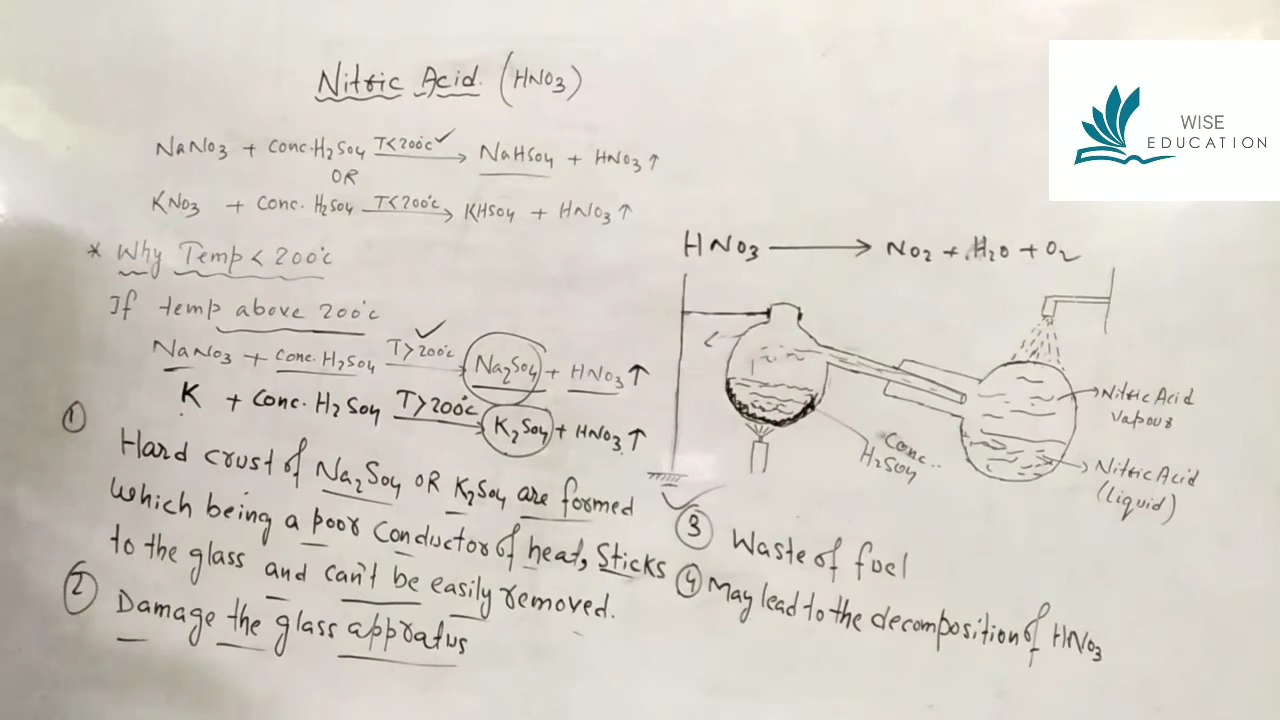 Nitric Acid. (HNO3)
NaNO3 + Conc.H2SO4 T<200°C ✓ → NaHSO4 + HNO3 ↑
OR
KNO3 + Conc. H2SO4 T<200°C → KHSO4 + HNO3 ↑
* Why Temp < 200°C
If temp above 200°C
NaNO3 + Conc. H2SO4 T>200°C ✓ → Na2SO4 + HNO3 ↑
K + Conc. H2SO4 T>200°C → K2SO4 + HNO3 ↑
① Hard crust of Na2SO4 OR K2SO4 are formed
which being a poor conductor of heat, Sticks
to the glass and can't be easily removed.
② Damage the glass appratus
WISE
EDUCATION
HNO3 → NO2 + H2O + O2
Nitric Acid
vapour
Conc..
H2SO4
Nitric Acid
(liquid)
③ Waste of fuel
④ May lead to the decomposition of HNO3